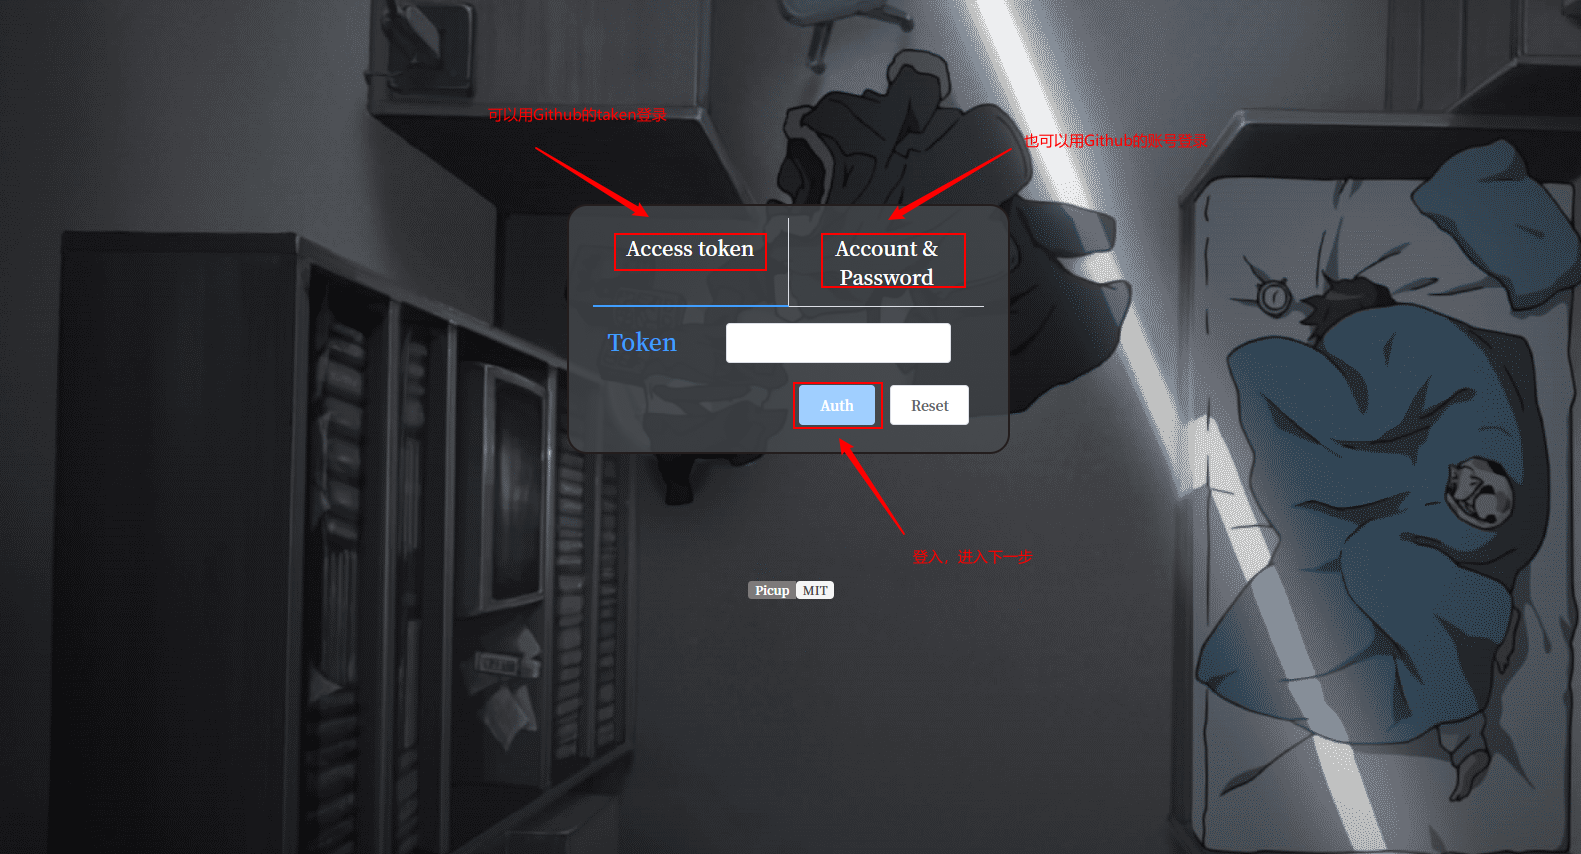 可以用Github的taken登录
也可以用Github的账号登录
Access token
Account &
Password
Token
Auth
Reset
登入，进入下一步
Picup MIT